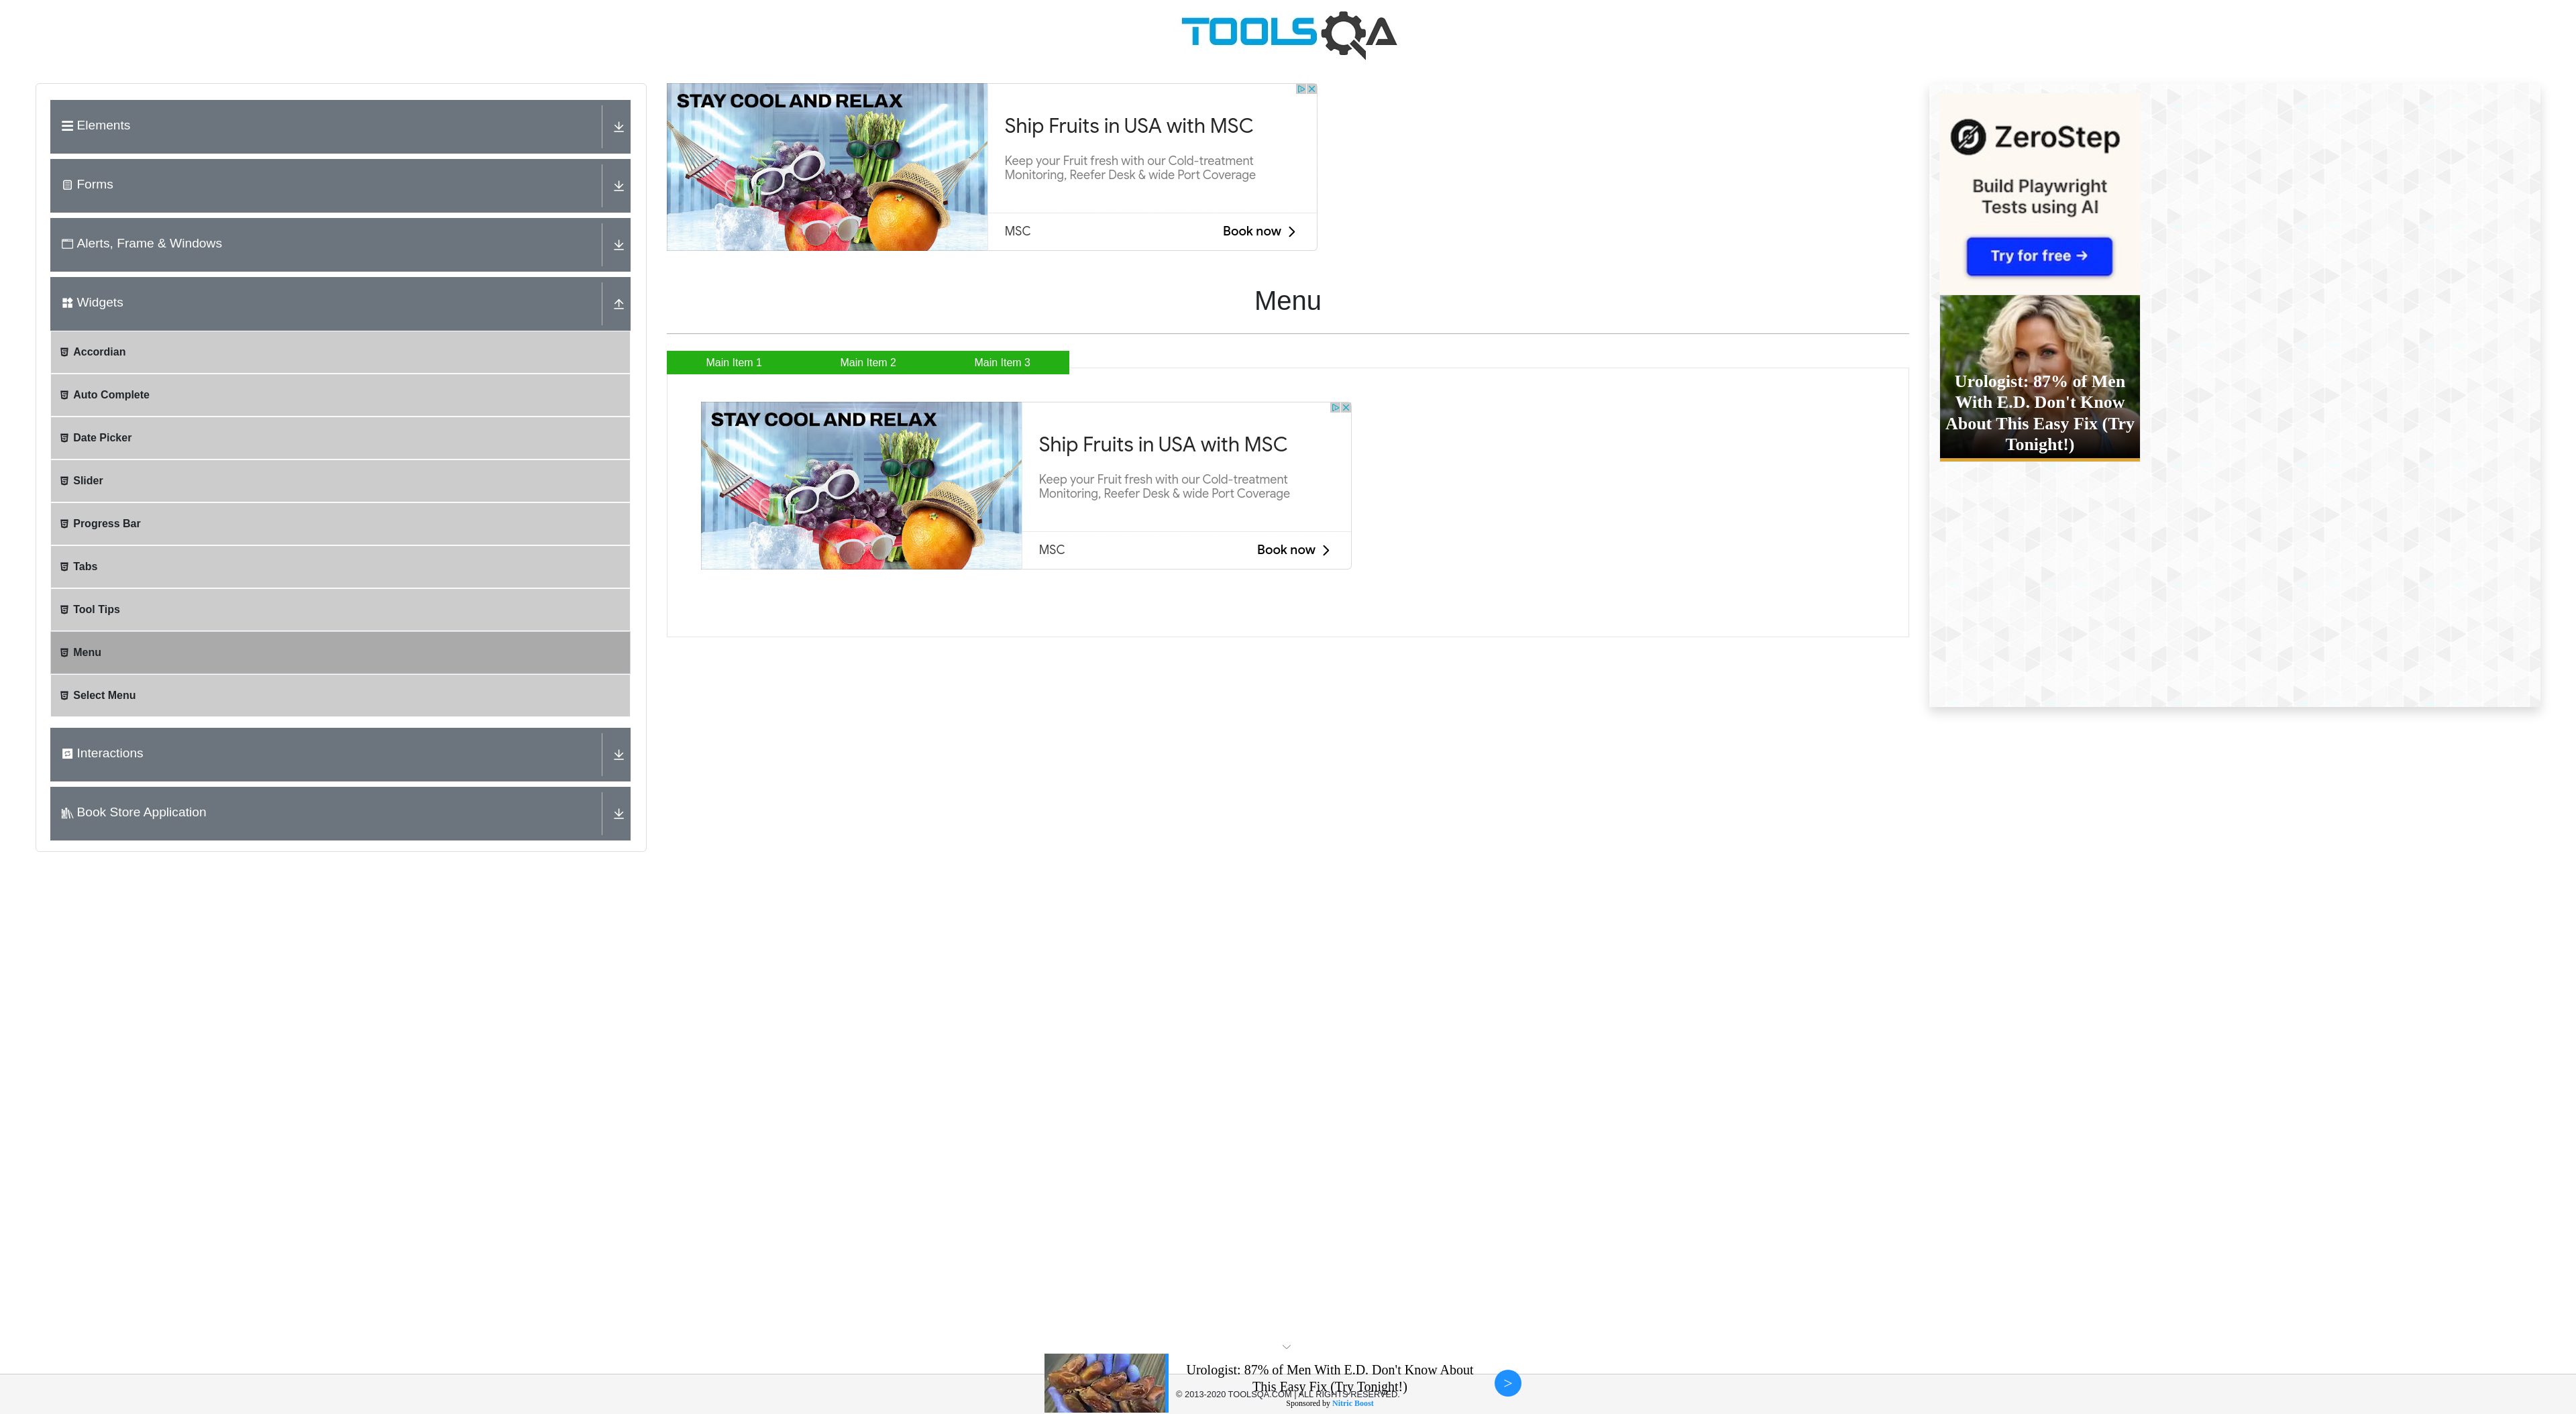 TOOLSQA
Elements
Forms
Alerts, Frame & Windows
Widgets
Accordian
Auto Complete
Date Picker
Slider
Progress Bar
Tabs
Tool Tips
Menu
Select Menu
Interactions
Book Store Application
STAY COOL AND RELAX
Ship Fruits in USA with MSC
Keep your Fruit fresh with our Cold-treatment
Monitoring, Reefer Desk & wide Port Coverage
MSC
Book now
Menu
Main Item 1
Main Item 2
Main Item 3
STAY COOL AND RELAX
Ship Fruits in USA with MSC
Keep your Fruit fresh with our Cold-treatment
Monitoring, Reefer Desk & wide Port Coverage
MSC
Book now
ZeroStep
Build Playwright
Tests using AI
Try for free →
Urologist: 87% of Men
With E.D. Don't Know
About This Easy Fix (Try
Tonight!)
Urologist: 87% of Men With E.D. Don't Know About
This Easy Fix (Try Tonight!)
© 2013-2020 TOOLSQA.COM | ALL RIGHTS RESERVED.
Sponsored by Nitric Boost
>